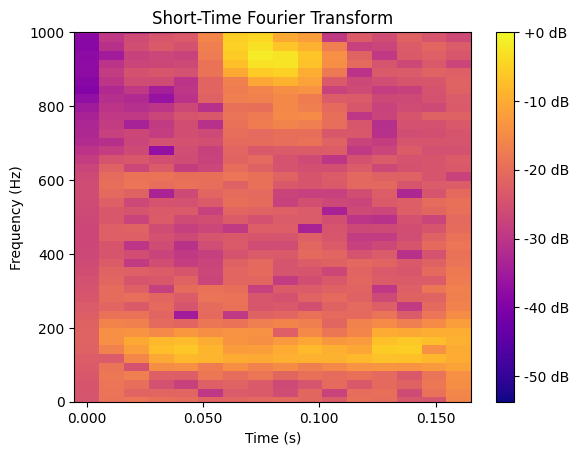 Short-Time Fourier Transform
1000
800
600
400
200
0
Frequency (Hz)
0.000
0.050
0.100
0.150
Time (s)
+0 dB
-10 dB
-20 dB
-30 dB
-40 dB
-50 dB